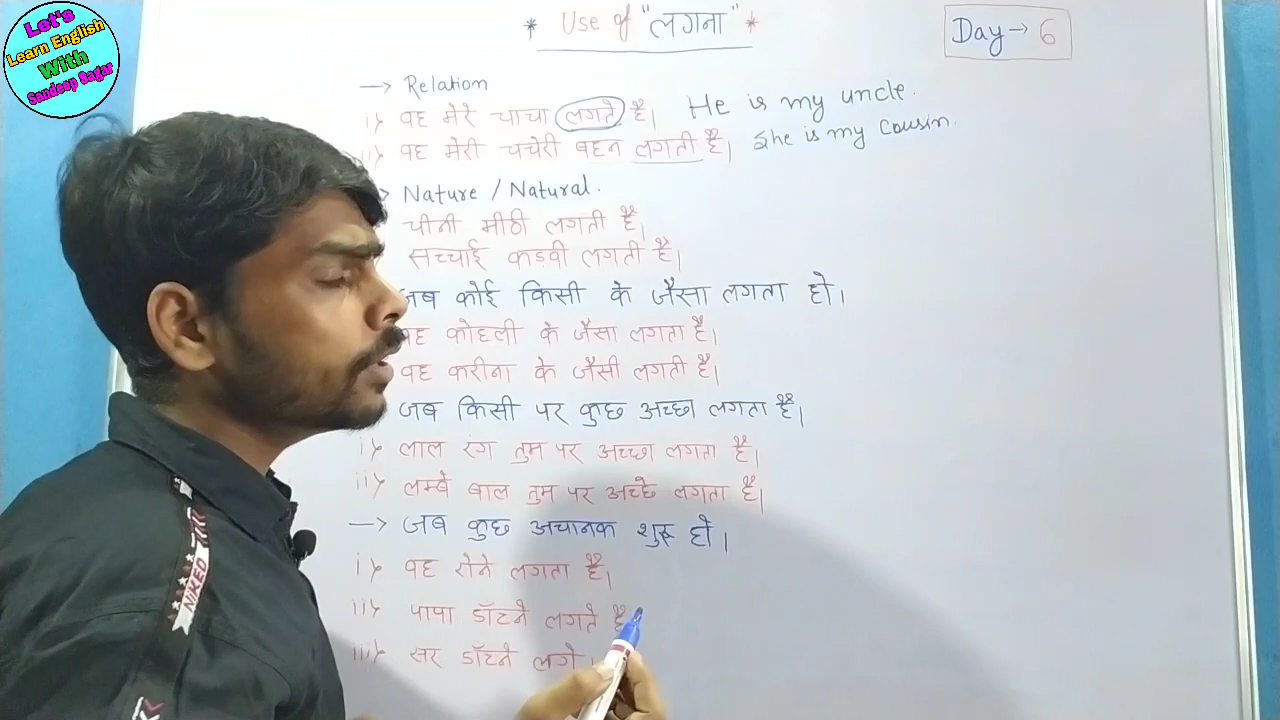 Let's
Learn English
With
Sandeep Sagar
* Use of "लगना" *
Day → 6
→ Relation
i) वह मेरे चाचा लगते है। He is my uncle.
वह मेरी चचेरी बहन लगती है। She is my Cousin.
Nature / Natural.
चीनी मीठी लगती है।
सच्चाई कड़वी लगती है।
जब कोई किसी के जैसा लगता हो।
वह कोहली के जैसा लगता है।
वह करीना के जैसी लगती है।
जब किसी पर कुछ अच्छा लगता है।
i) लाल रंग तुम पर अच्छा लगता है।
ii) लम्बे बाल तुम पर अच्छे लगता है।
→ जब कुछ अचानक शुरू हो।
i) वह रोने लगता है।
ii) पापा डॉटने लगते है
iii) सर डॉटने लगे।
NIKED